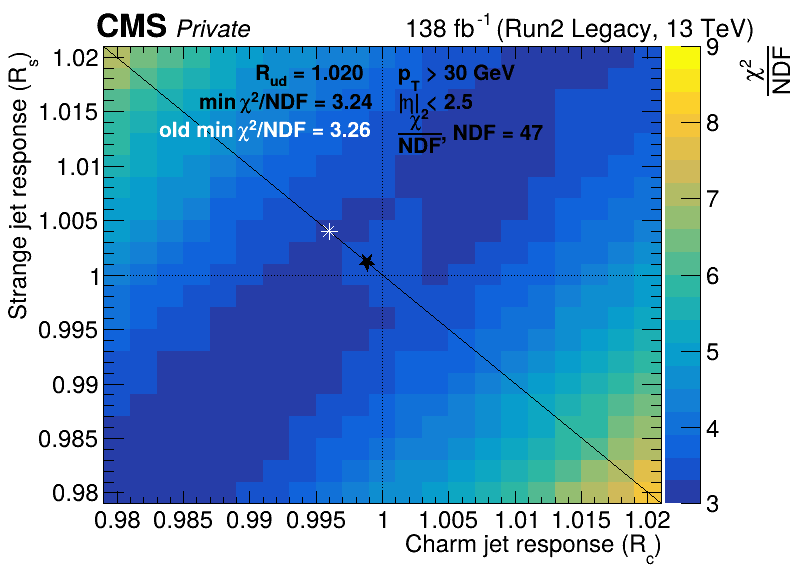 CMS Private 138 fb⁻¹ (Run2 Legacy, 13 TeV)
R_ud = 1.020
min χ²/NDF = 3.24
old min χ²/NDF = 3.26
p_T > 30 GeV
|η| < 2.5
χ²/NDF, NDF = 47
χ²/NDF
Strange jet response (R_s)
1.02
1.015
1.01
1.005
1
0.995
0.99
0.985
0.98
0.98 0.985 0.99 0.995 1 1.005 1.01 1.015 1.02
Charm jet response (R_c)
9
8
7
6
5
4
3